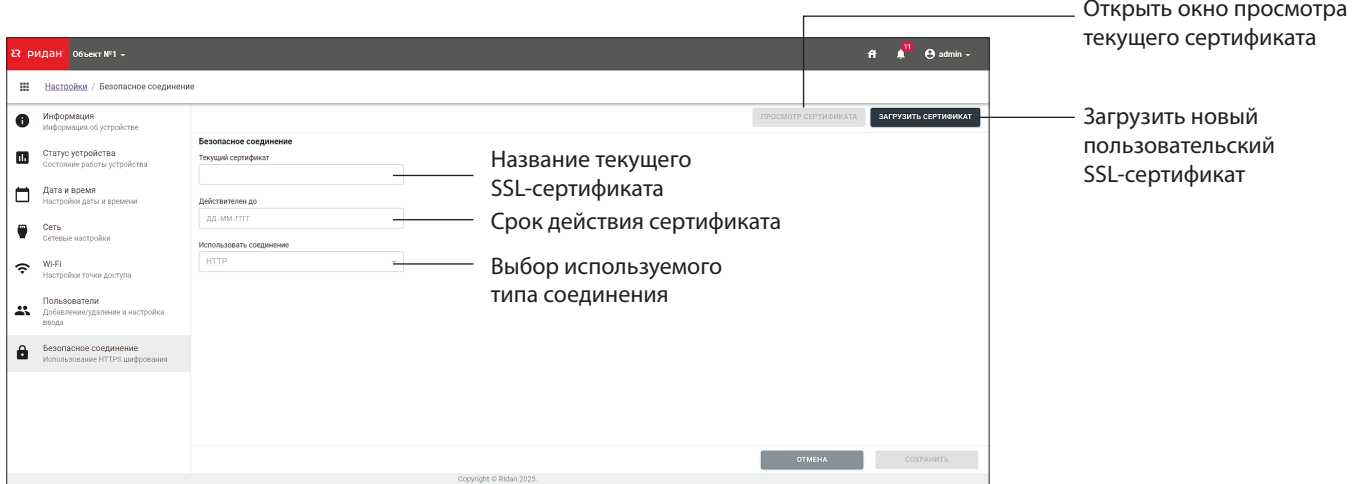 Открыть окно просмотра
текущего сертификата
ридан Объект №1
11
admin
Настройки / Безопасное соединение
Информация
Информация об устройстве
ПРОСМОТР СЕРТИФИКАТА
ЗАГРУЗИТЬ СЕРТИФИКАТ
Загрузить новый
пользовательский
SSL-сертификат
Статус устройства
Состояние работы устройства
Дата и время
Настройки даты и времени
Сеть
Сетевые настройки
Wi-Fi
Настройки точки доступа
Пользователи
Добавление/удаление и настройка
ввода
Безопасное соединение
Использование HTTPS шифрования
Безопасное соединение
Текущий сертификат
Название текущего
SSL-сертификата
Действителен до
ДД.ММ.ГГГГ
Срок действия сертификата
Использовать соединение
HTTP
Выбор используемого
типа соединения
ОТМЕНА
СОХРАНИТЬ
Copyright © Ridan 2023.